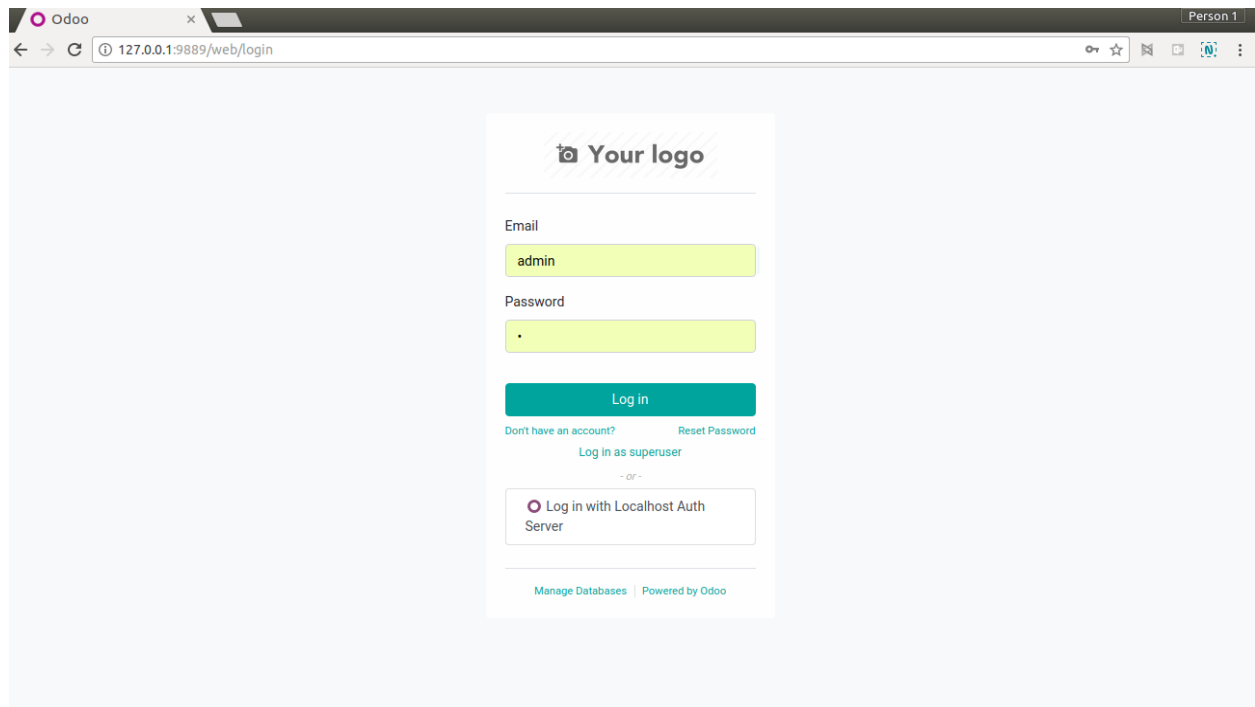 Odoo
Person 1
127.0.0.1:9889/web/login
Your logo
Email
admin
Password
Log in
Don't have an account? Reset Password
Log in as superuser
- or -
Log in with Localhost Auth
Server
Manage Databases Powered by Odoo